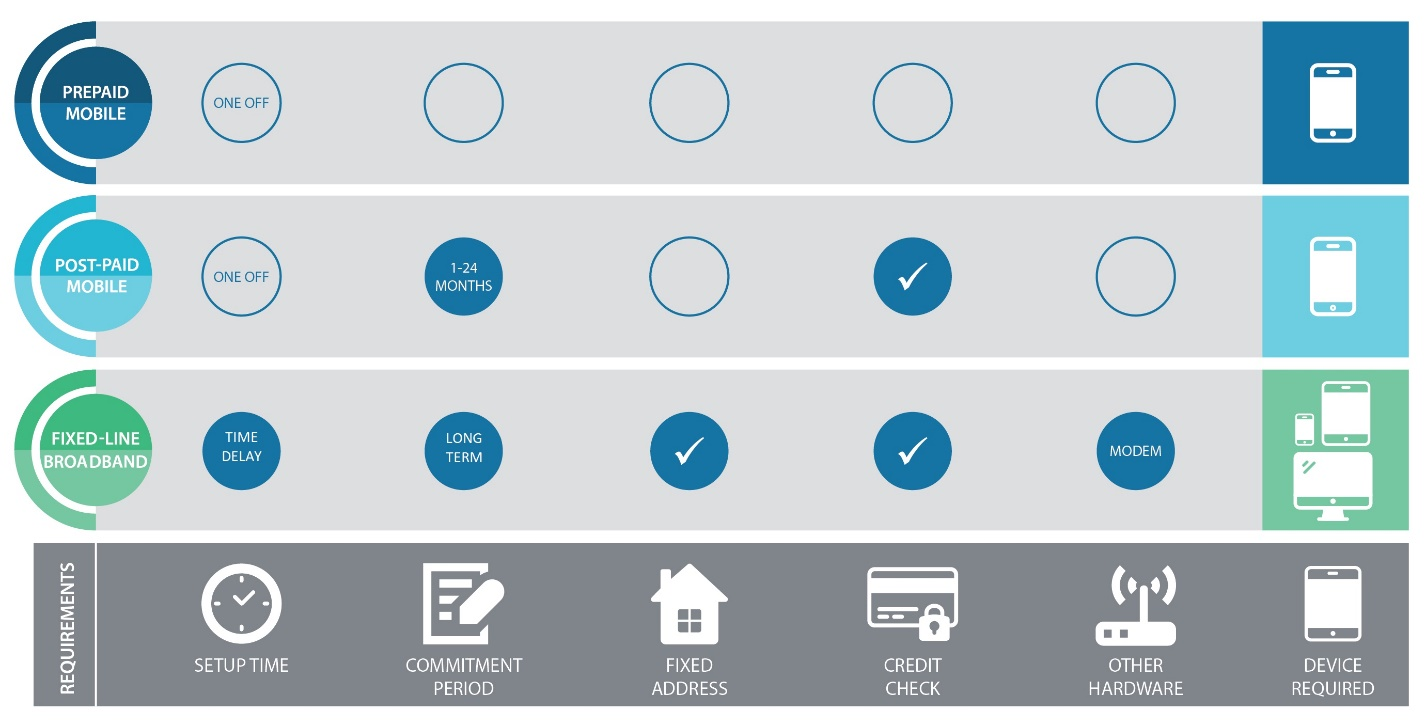 PREPAID
MOBILE
ONE OFF
POST-PAID
MOBILE
ONE OFF
1-24
MONTHS
FIXED-LINE
BROADBAND
TIME
DELAY
LONG
TERM
MODEM
REQUIREMENTS
SETUP TIME
COMMITMENT
PERIOD
FIXED
ADDRESS
CREDIT
CHECK
OTHER
HARDWARE
DEVICE
REQUIRED